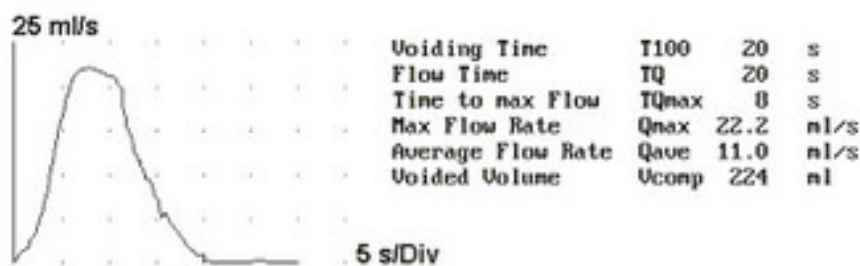 25 ml/s
Voiding Time T100 20 s
Flow Time TQ 20 s
Time to max Flow TQmax 8 s
Max Flow Rate Qmax 22.2 ml/s
Average Flow Rate Qave 11.0 ml/s
Voided Volume Vcomp 224 ml
5 s/Div